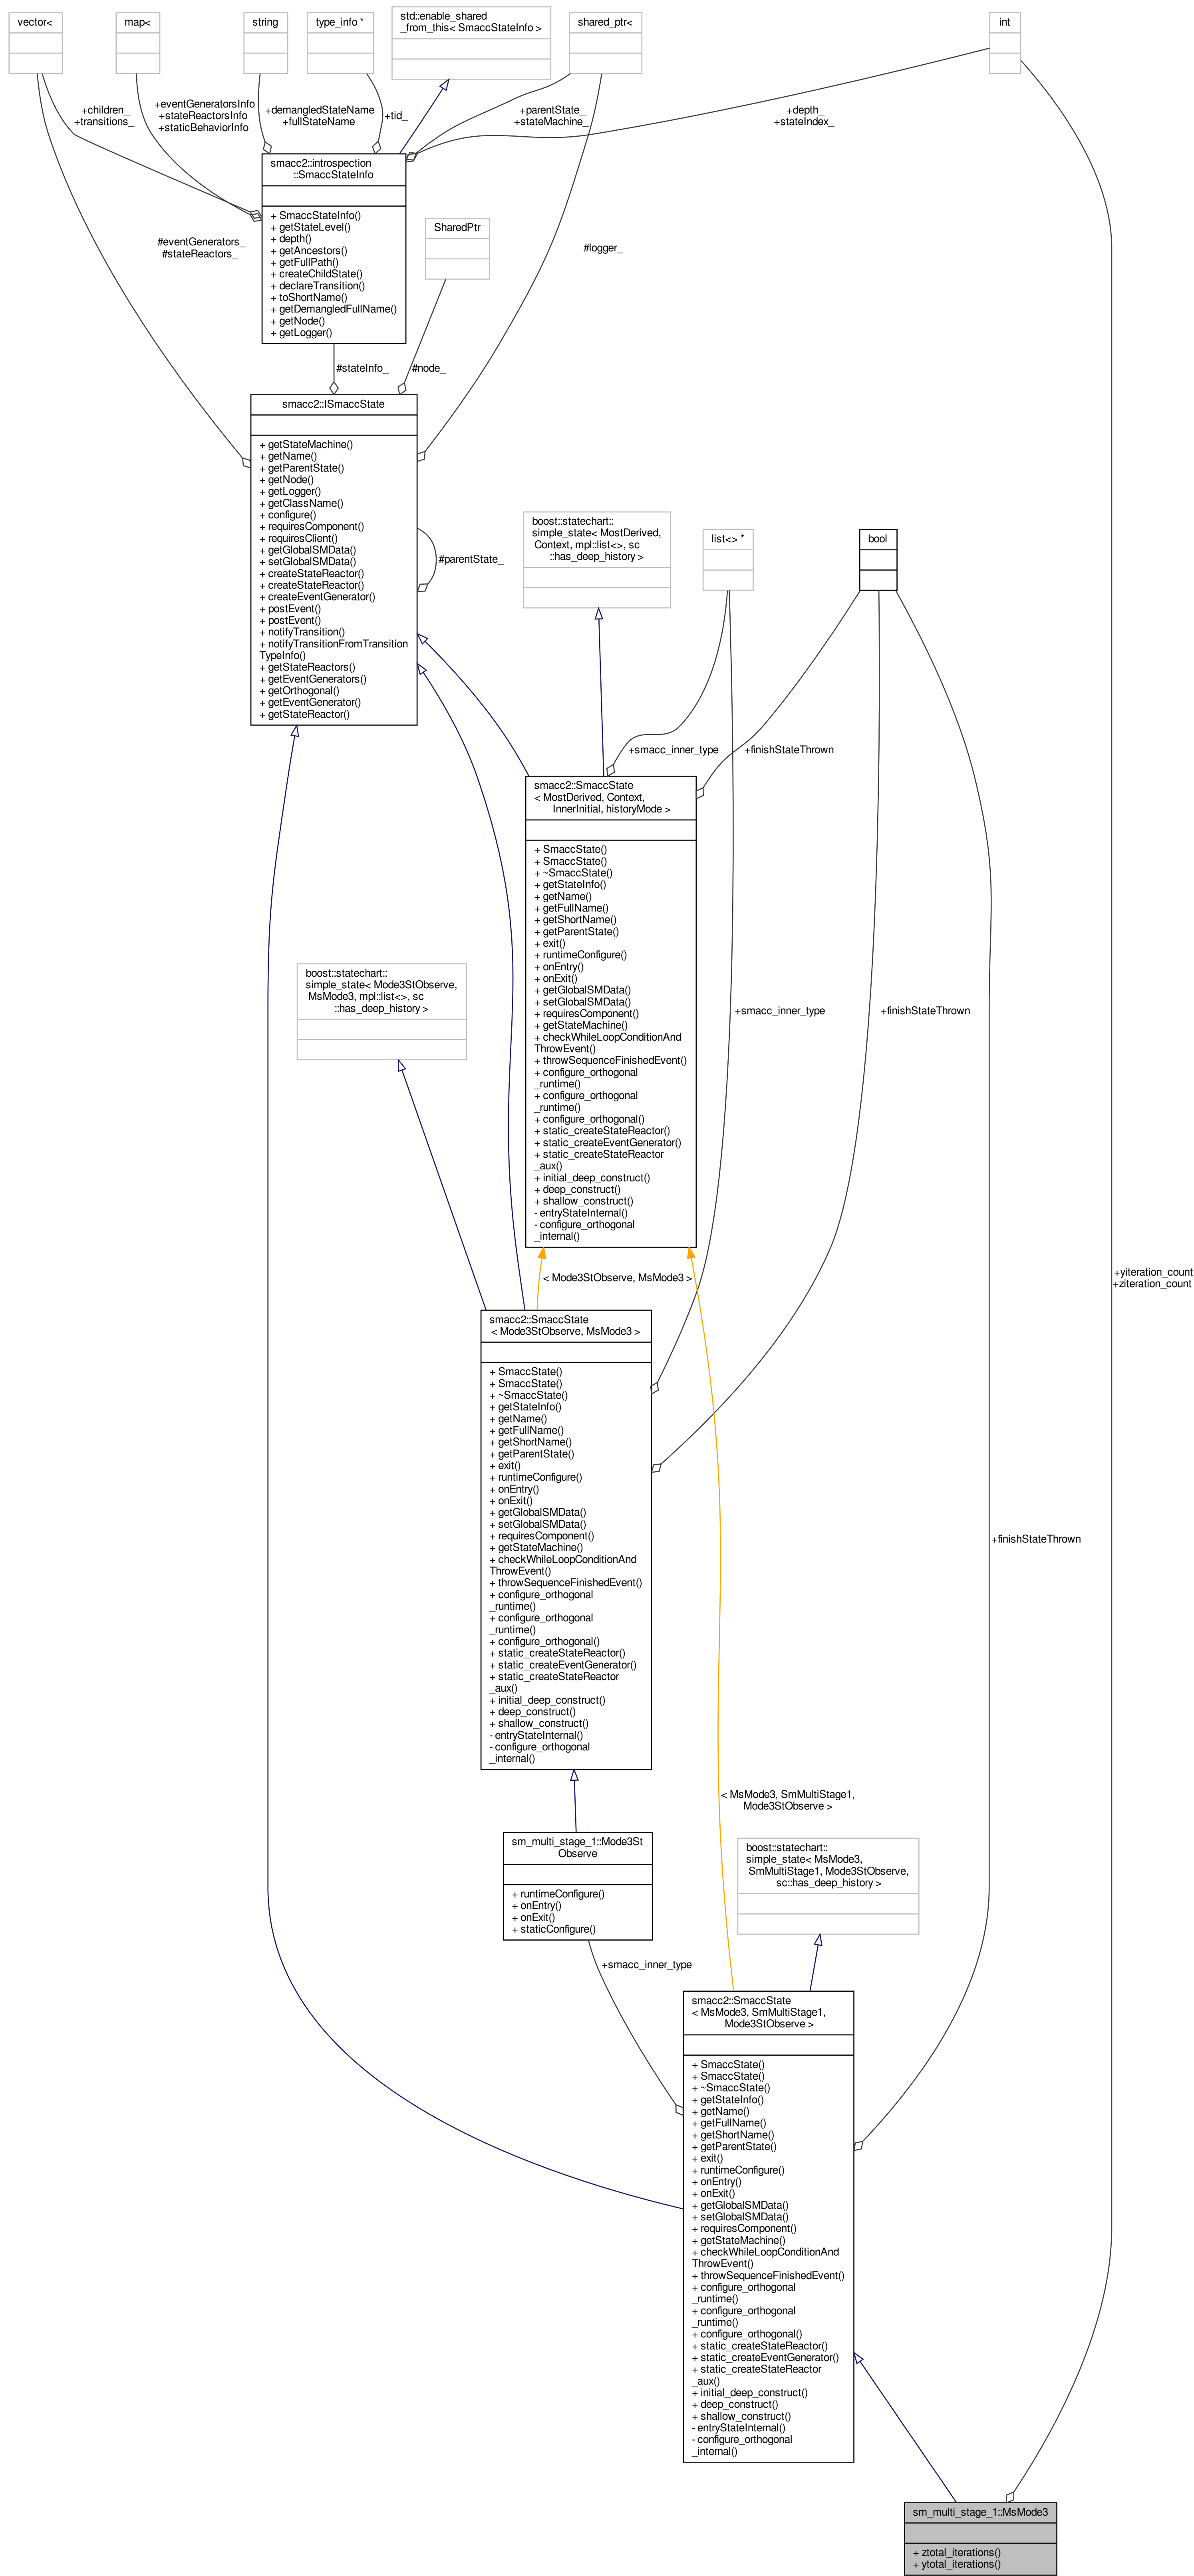 vector<
map<
string
type_info *
std::enable_shared
_from_this< SmaccStateInfo >
shared_ptr<
int
+children_
+transitions_
+eventGeneratorsInfo
+stateReactorsInfo
+staticBehaviorInfo
+demangledStateName
+fullStateName
+tid_
+parentState_
+stateMachine_
+depth_
+stateIndex_
smacc2::introspection
::SmaccStateInfo
+ SmaccStateInfo()
+ getStateLevel()
+ depth()
+ getAncestors()
+ getFullPath()
+ createChildState()
+ declareTransition()
+ toShortName()
+ getDemangledFullName()
+ getNode()
+ getLogger()
SharedPtr
#eventGenerators_
#stateReactors_
#logger_
#stateInfo_
#node_
smacc2::ISmaccState
+ getStateMachine()
+ getName()
+ getParentState()
+ getNode()
+ getLogger()
+ getClassName()
+ configure()
+ requiresComponent()
+ requiresClient()
+ getGlobalSMData()
+ setGlobalSMData()
+ createStateReactor()
+ createStateReactor()
+ createEventGenerator()
+ postEvent()
+ postEvent()
+ notifyTransition()
+ notifyTransitionFromTransition
TypeInfo()
+ getStateReactors()
+ getEventGenerators()
+ getOrthogonal()
+ getEventGenerator()
+ getStateReactor()
#parentState_
boost::statechart::
simple_state< MostDerived,
Context, mpl::list<>, sc
::has_deep_history >
list<> *
bool
+smacc_inner_type
+finishStateThrown
smacc2::SmaccState
< MostDerived, Context,
InnerInitial, historyMode >
+ SmaccState()
+ SmaccState()
+ ~SmaccState()
+ getStateInfo()
+ getName()
+ getFullName()
+ getShortName()
+ getParentState()
+ exit()
+ runtimeConfigure()
+ onEntry()
+ onExit()
+ getGlobalSMData()
+ setGlobalSMData()
+ requiresComponent()
+ getStateMachine()
+ checkWhileLoopConditionAnd
ThrowEvent()
+ throwSequenceFinishedEvent()
+ configure_orthogonal
_runtime()
+ configure_orthogonal
_runtime()
+ configure_orthogonal()
+ static_createStateReactor()
+ static_createEventGenerator()
+ static_createStateReactor
_aux()
+ initial_deep_construct()
+ deep_construct()
+ shallow_construct()
- entryStateInternal()
- configure_orthogonal
_internal()
boost::statechart::
simple_state< Mode3StObserve,
MsMode3, mpl::list<>, sc
::has_deep_history >
+smacc_inner_type
+finishStateThrown
< Mode3StObserve, MsMode3 >
+yiteration_count
+ziteration_count
smacc2::SmaccState
< Mode3StObserve, MsMode3 >
+ SmaccState()
+ SmaccState()
+ ~SmaccState()
+ getStateInfo()
+ getName()
+ getFullName()
+ getShortName()
+ getParentState()
+ exit()
+ runtimeConfigure()
+ onEntry()
+ onExit()
+ getGlobalSMData()
+ setGlobalSMData()
+ requiresComponent()
+ getStateMachine()
+ checkWhileLoopConditionAnd
ThrowEvent()
+ throwSequenceFinishedEvent()
+ configure_orthogonal
_runtime()
+ configure_orthogonal
_runtime()
+ configure_orthogonal()
+ static_createStateReactor()
+ static_createEventGenerator()
+ static_createStateReactor
_aux()
+ initial_deep_construct()
+ deep_construct()
+ shallow_construct()
- entryStateInternal()
- configure_orthogonal
_internal()
+finishStateThrown
< MsMode3, SmMultiStage1,
Mode3StObserve >
sm_multi_stage_1::Mode3St
Observe
+ runtimeConfigure()
+ onEntry()
+ onExit()
+ staticConfigure()
boost::statechart::
simple_state< MsMode3,
SmMultiStage1, Mode3StObserve,
sc::has_deep_history >
+smacc_inner_type
smacc2::SmaccState
< MsMode3, SmMultiStage1,
Mode3StObserve >
+ SmaccState()
+ SmaccState()
+ ~SmaccState()
+ getStateInfo()
+ getName()
+ getFullName()
+ getShortName()
+ getParentState()
+ exit()
+ runtimeConfigure()
+ onEntry()
+ onExit()
+ getGlobalSMData()
+ setGlobalSMData()
+ requiresComponent()
+ getStateMachine()
+ checkWhileLoopConditionAnd
ThrowEvent()
+ throwSequenceFinishedEvent()
+ configure_orthogonal
_runtime()
+ configure_orthogonal
_runtime()
+ configure_orthogonal()
+ static_createStateReactor()
+ static_createEventGenerator()
+ static_createStateReactor
_aux()
+ initial_deep_construct()
+ deep_construct()
+ shallow_construct()
- entryStateInternal()
- configure_orthogonal
_internal()
sm_multi_stage_1::MsMode3
+ ztotal_iterations()
+ ytotal_iterations()